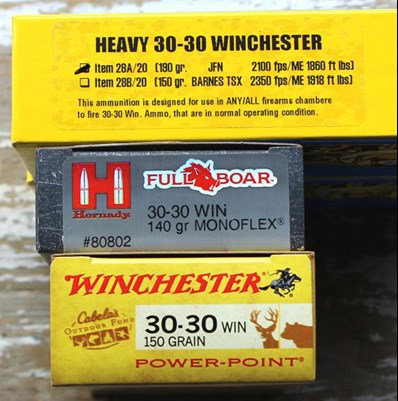 HEAVY 30-30 WINCHESTER
Item 28A/20 (190 gr. JFN 2100 fps/ME 1860 ft lbs)
Item 28B/20 (150 gr. BARNES TSX 2350 fps/ME 1918 ft lbs)
This ammunition is designed for use in ANY/ALL firearms chambere
to fire 30-30 Win. Ammo, that are in normal operating condition.
H
Hornady
FULL BOAR
30-30 WIN
140 gr MONOFLEX®
#80802
WINCHESTER
Cabela's
OUTDOOR FUND
30-30 WIN
150 GRAIN
POWER-POINT®